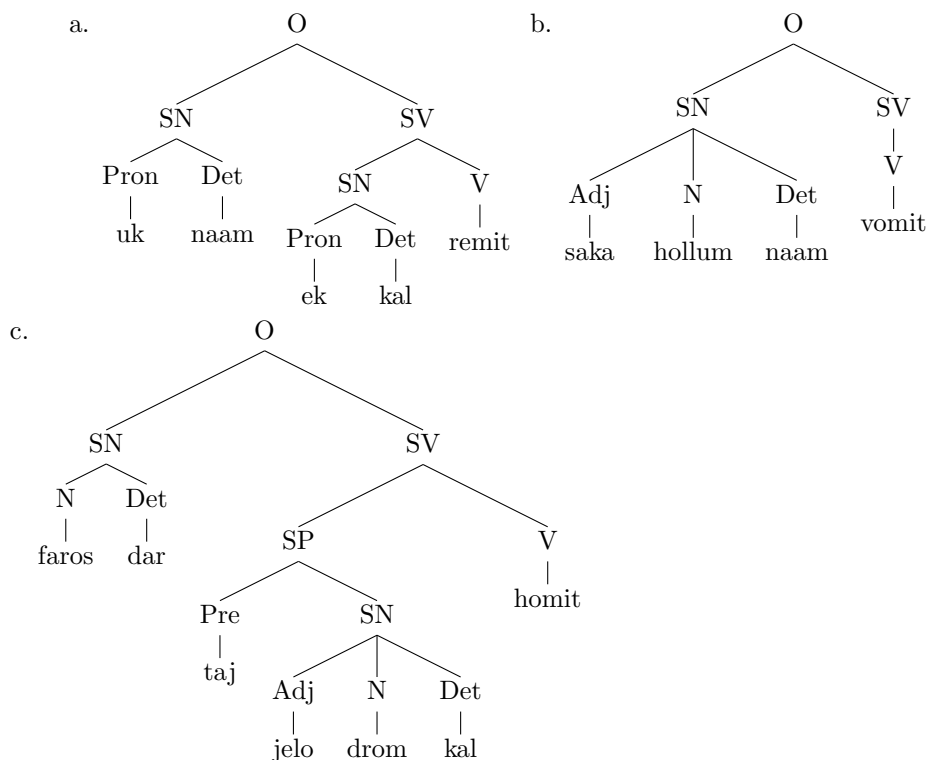 a. O b. O
SN SV SN SV
Pron Det SN V Adj N Det V
uk naam Pron Det remit saka hollum naam vomit
ek kal
c. O
SN SV
N Det SP V
faros dar Pre SN homit
taj Adj N Det
jelo drom kal